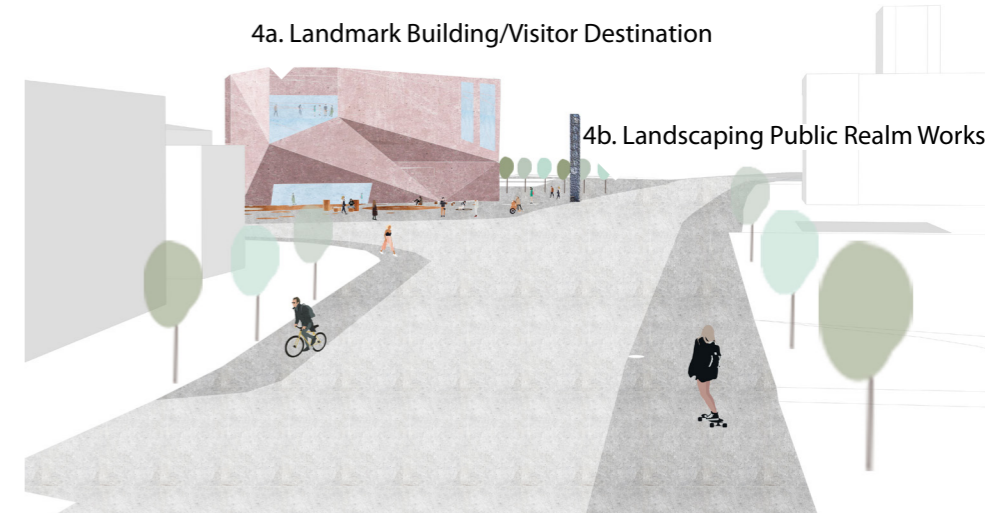 4a. Landmark Building/Visitor Destination
4b. Landscaping Public Realm Works